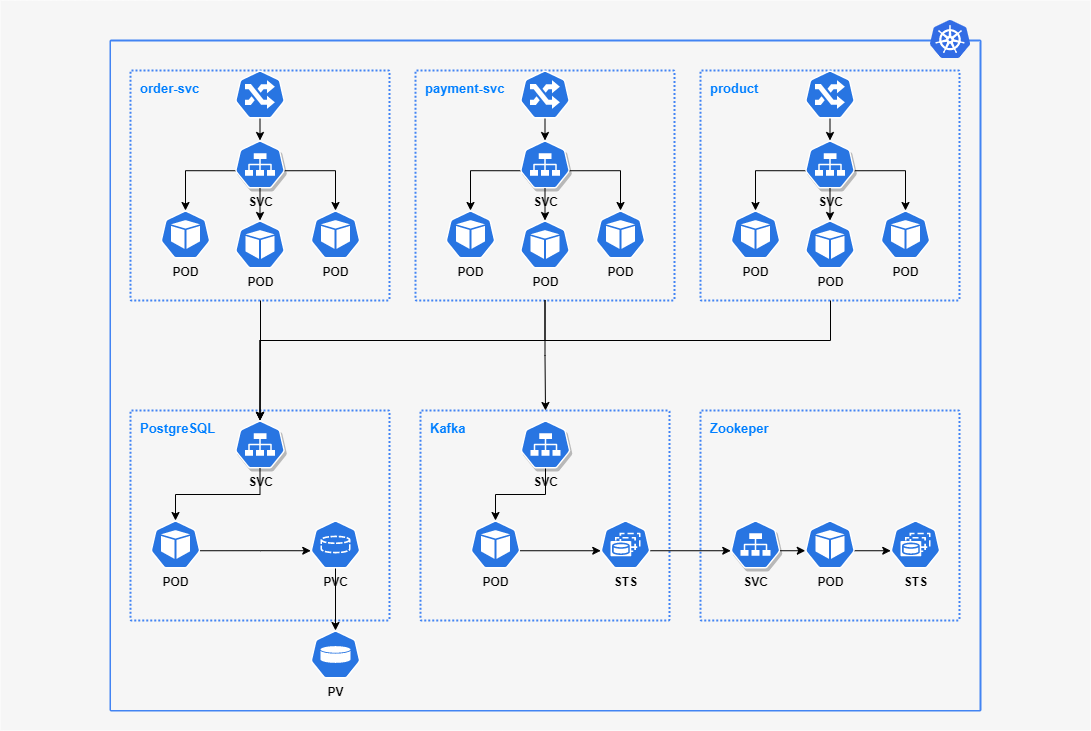 order-svc
payment-svc
product
SVC
SVC
SVC
POD
POD
POD
POD
POD
POD
POD
POD
POD
PostgreSQL
Kafka
Zookeper
SVC
SVC
POD
PVC
POD
STS
SVC
POD
STS
PV